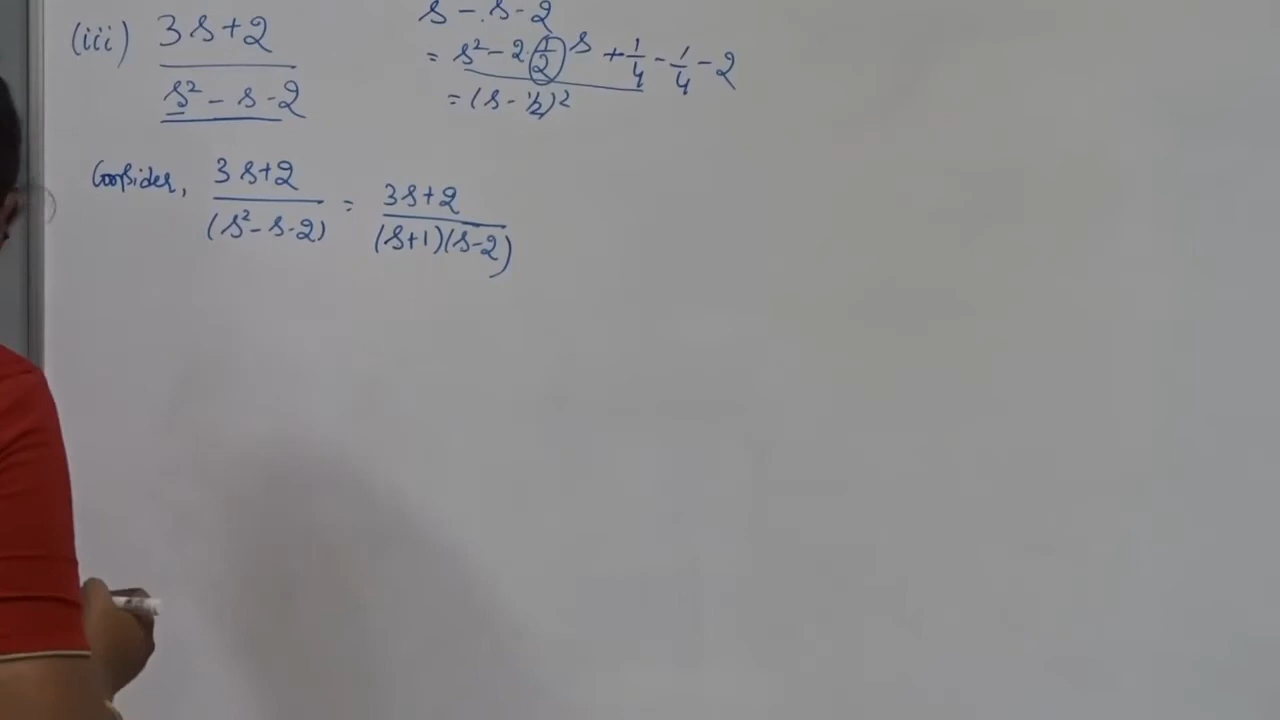 (iii) 3s+2 / s² - s - 2
s - s - 2
= s² - 2 · 1/2 s + 1/4 - 1/4 - 2
= (s - 1/2)²
Consider, 3s+2 / (s² - s - 2) = 3s+2 / (s+1)(s-2)